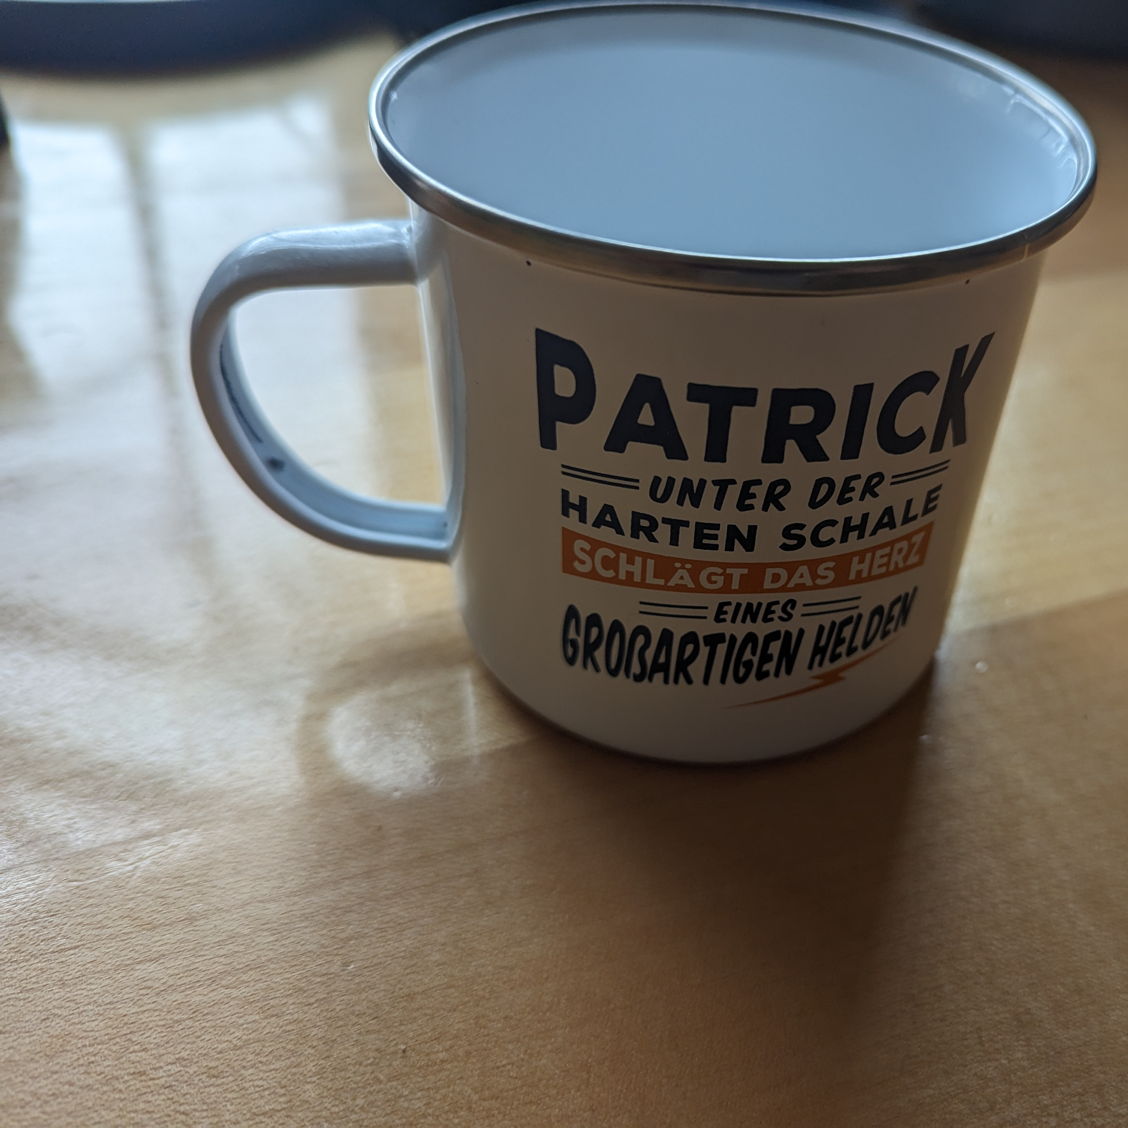 PATRICK
UNTER DER
HARTEN SCHALE
SCHLÄGT DAS HERZ
EINES
GROẞARTIGEN HELDEN